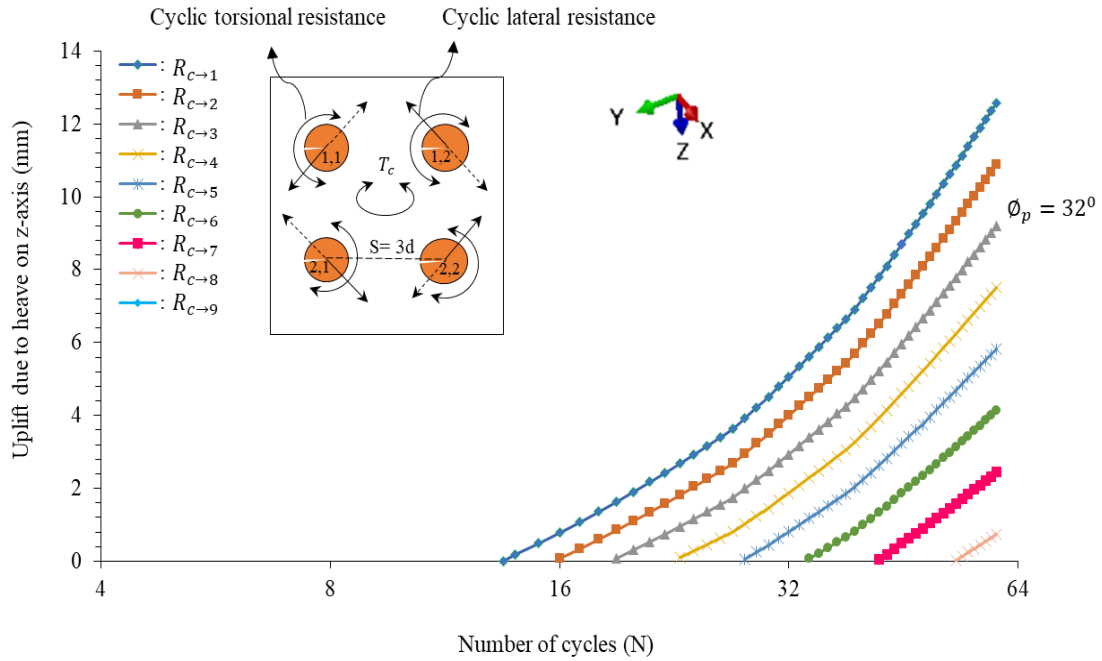 Cyclic torsional resistance
Cyclic lateral resistance
Uplift due to heave on z-axis (mm)
14
12
10
8
6
4
2
0
: R_{c→1}
: R_{c→2}
: R_{c→3}
: R_{c→4}
: R_{c→5}
: R_{c→6}
: R_{c→7}
: R_{c→8}
: R_{c→9}
1,1
1,2
T_c
S= 3d
2,1
2,2
Y
X
Z
Ø_p = 32⁰
4
8
16
32
64
Number of cycles (N)